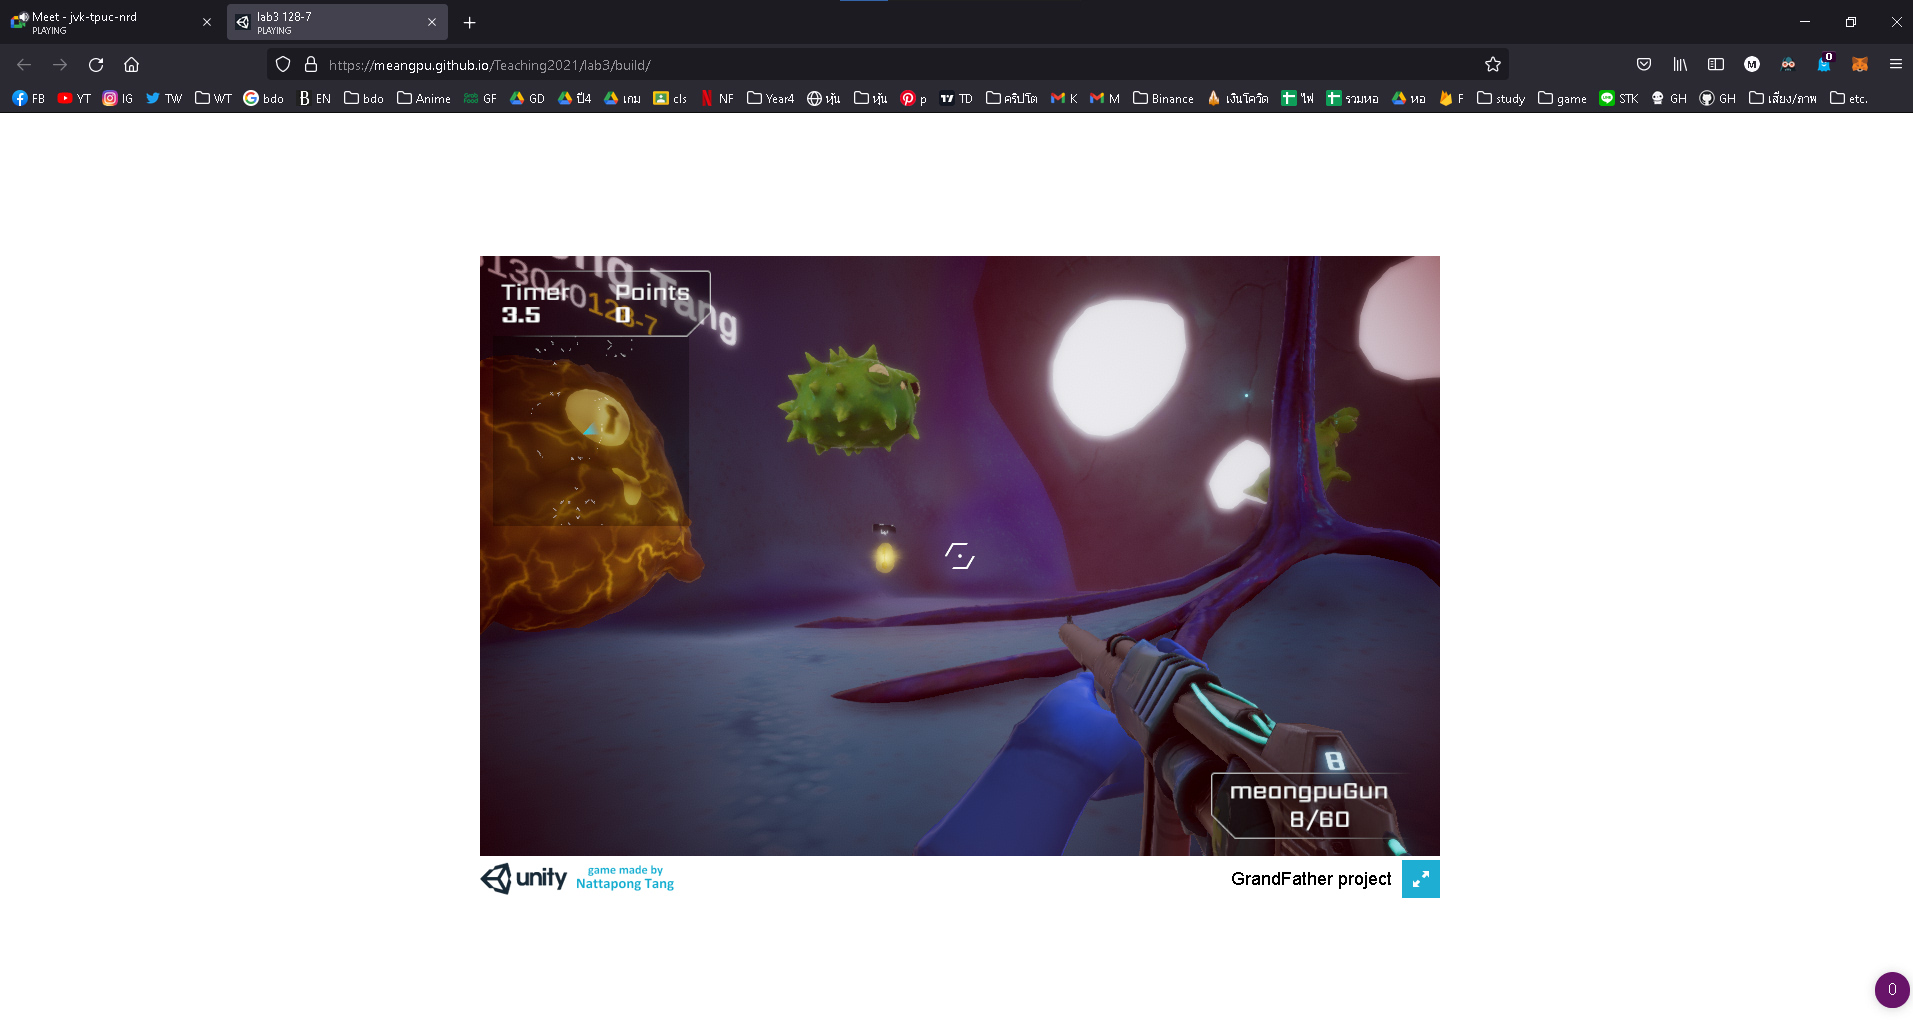 Meet - jvk-tpuc-nrd
PLAYING
lab3 128-7
PLAYING
https://meangpu.github.io/Teaching2021/lab3/build/
0
FB YT IG TW WT bdo EN bdo Anime GF GD ปี4 เกม cls NF Year4 หุ้น หุ้น p TD คริปโต K M Binance เงินโควิด ไฟ รวมหอ หอ F study game STK GH GH เสียง/ภาพ etc.
ng Tang
13040128-7
Timer Points
3.5 0
8
meangpuGun
8/60
unity
game made by
Nattapong Tang
GrandFather project
0